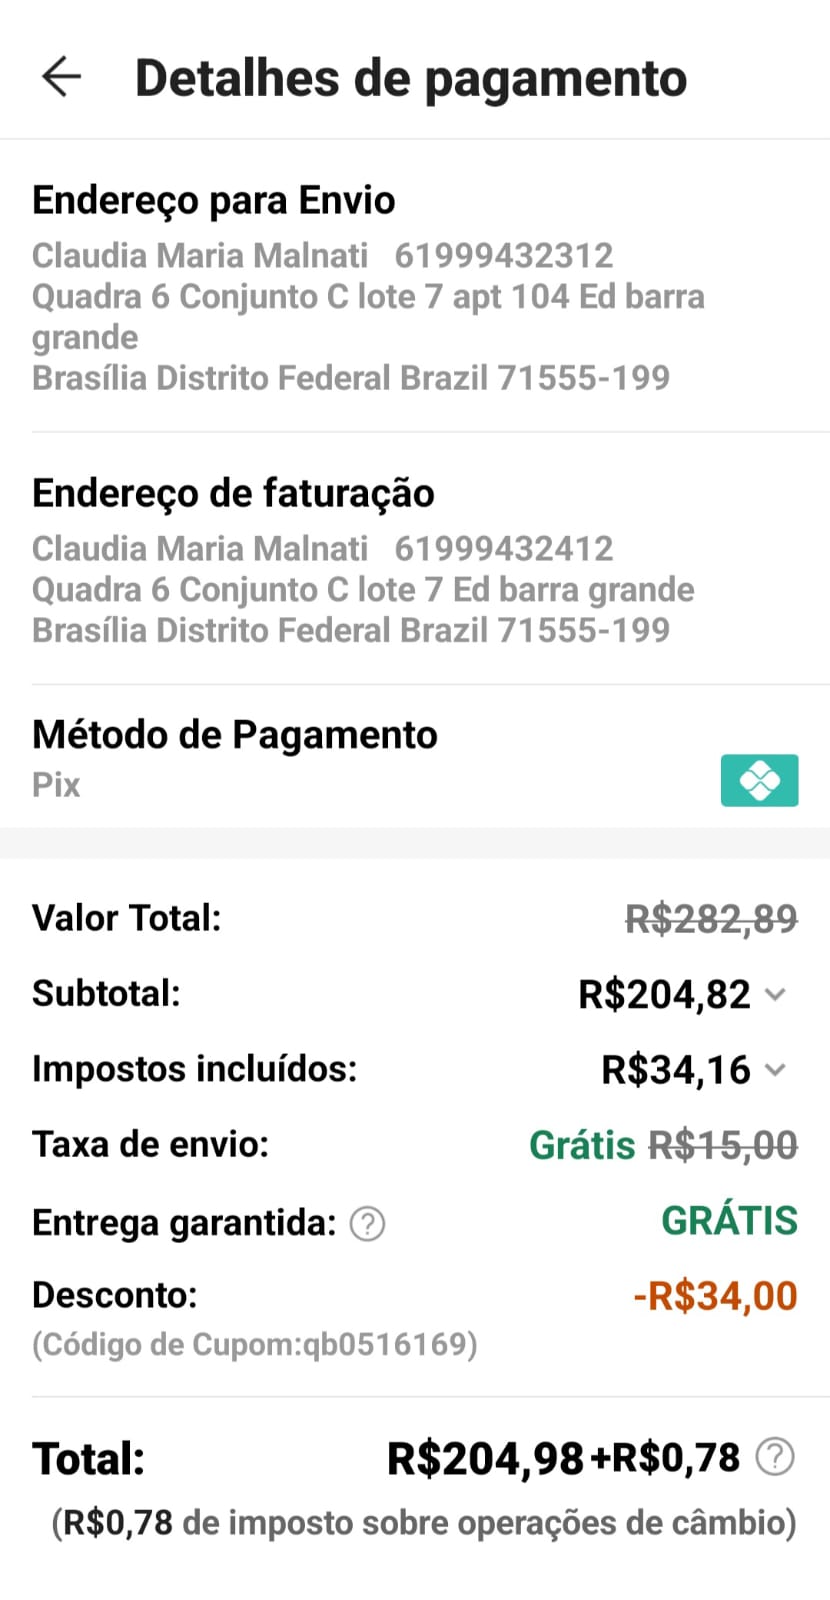 Detalhes de pagamento
Endereço para Envio
Claudia Maria Malnati 61999432312
Quadra 6 Conjunto C lote 7 apt 104 Ed barra
grande
Brasília Distrito Federal Brazil 71555-199
Endereço de faturação
Claudia Maria Malnati 61999432412
Quadra 6 Conjunto C lote 7 Ed barra grande
Brasília Distrito Federal Brazil 71555-199
Método de Pagamento
Pix
Valor Total: R$282,89
Subtotal: R$204,82
Impostos incluídos: R$34,16
Taxa de envio: Grátis R$15,00
Entrega garantida: ? GRÁTIS
Desconto: -R$34,00
(Código de Cupom:qb0516169)
Total: R$204,98+R$0,78 ?
(R$0,78 de imposto sobre operações de câmbio)